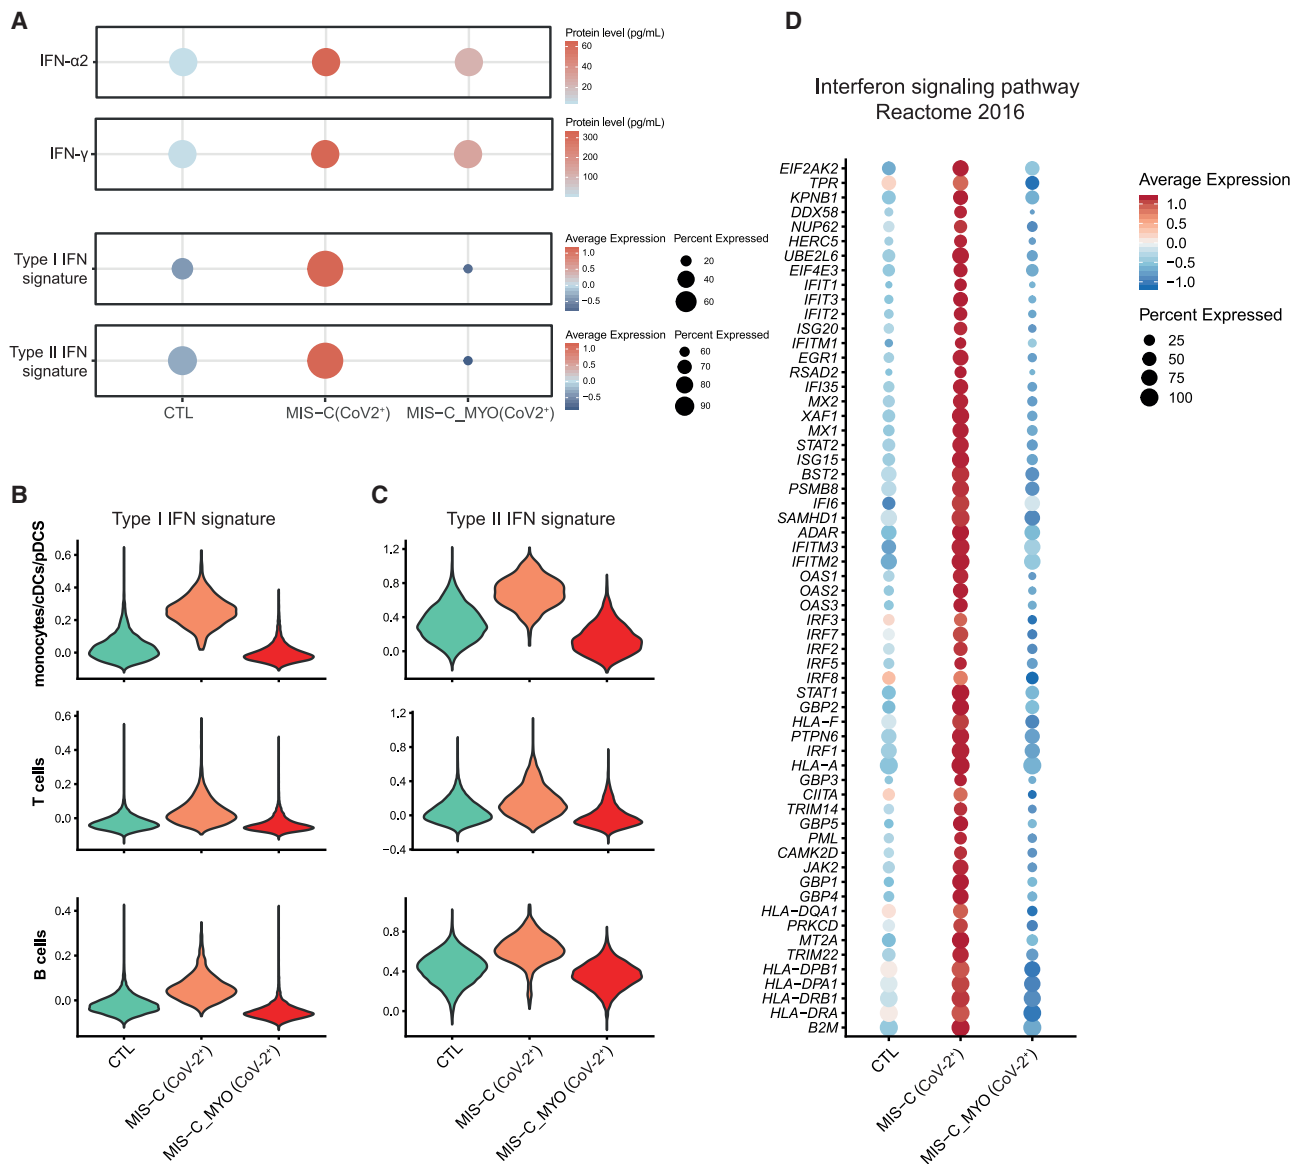 A
IFN-α2
Protein level (pg/mL)
60
40
20
IFN-γ
Protein level (pg/mL)
300
200
100
Type I IFN
signature
Average Expression
1.0
0.5
0.0
−0.5
Percent Expressed
20
40
60
Type II IFN
signature
Average Expression
1.0
0.5
0.0
−0.5
Percent Expressed
60
70
80
90
CTL
MIS−C(CoV2⁺)
MIS−C_MYO(CoV2⁺)
B
Type I IFN signature
monocytes/cDCs/pDCS
0.6
0.4
0.2
0.0
T cells
0.6
0.4
0.2
0.0
B cells
0.4
0.2
0.0
CTL
MIS−C (CoV-2⁺)
MIS−C_MYO (CoV-2⁺)
C
Type II IFN signature
1.2
0.8
0.4
0.0
1.2
0.8
0.4
0.0
−0.4
0.8
0.4
0.0
CTL
MIS−C (CoV-2⁺)
MIS−C_MYO (CoV-2⁺)
D
Interferon signaling pathway
Reactome 2016
EIF2AK2
TPR
KPNB1
DDX58
NUP62
HERC5
UBE2L6
EIF4E3
IFIT1
IFIT3
IFIT2
ISG20
IFITM1
EGR1
RSAD2
IFI35
MX2
XAF1
MX1
STAT2
ISG15
BST2
PSMB8
IFI6
SAMHD1
ADAR
IFITM3
IFITM2
OAS1
OAS2
OAS3
IRF3
IRF7
IRF2
IRF5
IRF8
STAT1
GBP2
HLA−F
PTPN6
IRF1
HLA−A
GBP3
CIITA
TRIM14
GBP5
PML
CAMK2D
JAK2
GBP1
GBP4
HLA−DQA1
PRKCD
MT2A
TRIM22
HLA−DPB1
HLA−DPA1
HLA−DRB1
HLA−DRA
B2M
CTL
MIS−C (CoV-2⁺)
MIS−C_MYO (CoV-2⁺)
Average Expression
1.0
0.5
0.0
−0.5
−1.0
Percent Expressed
25
50
75
100